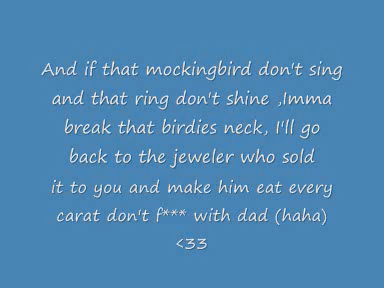 And if that mockingbird don't sing
and that ring don't shine ,Imma
break that birdies neck, I'll go
back to the jeweler who sold
it to you and make him eat every
carat don't f*** with dad (haha)
<33